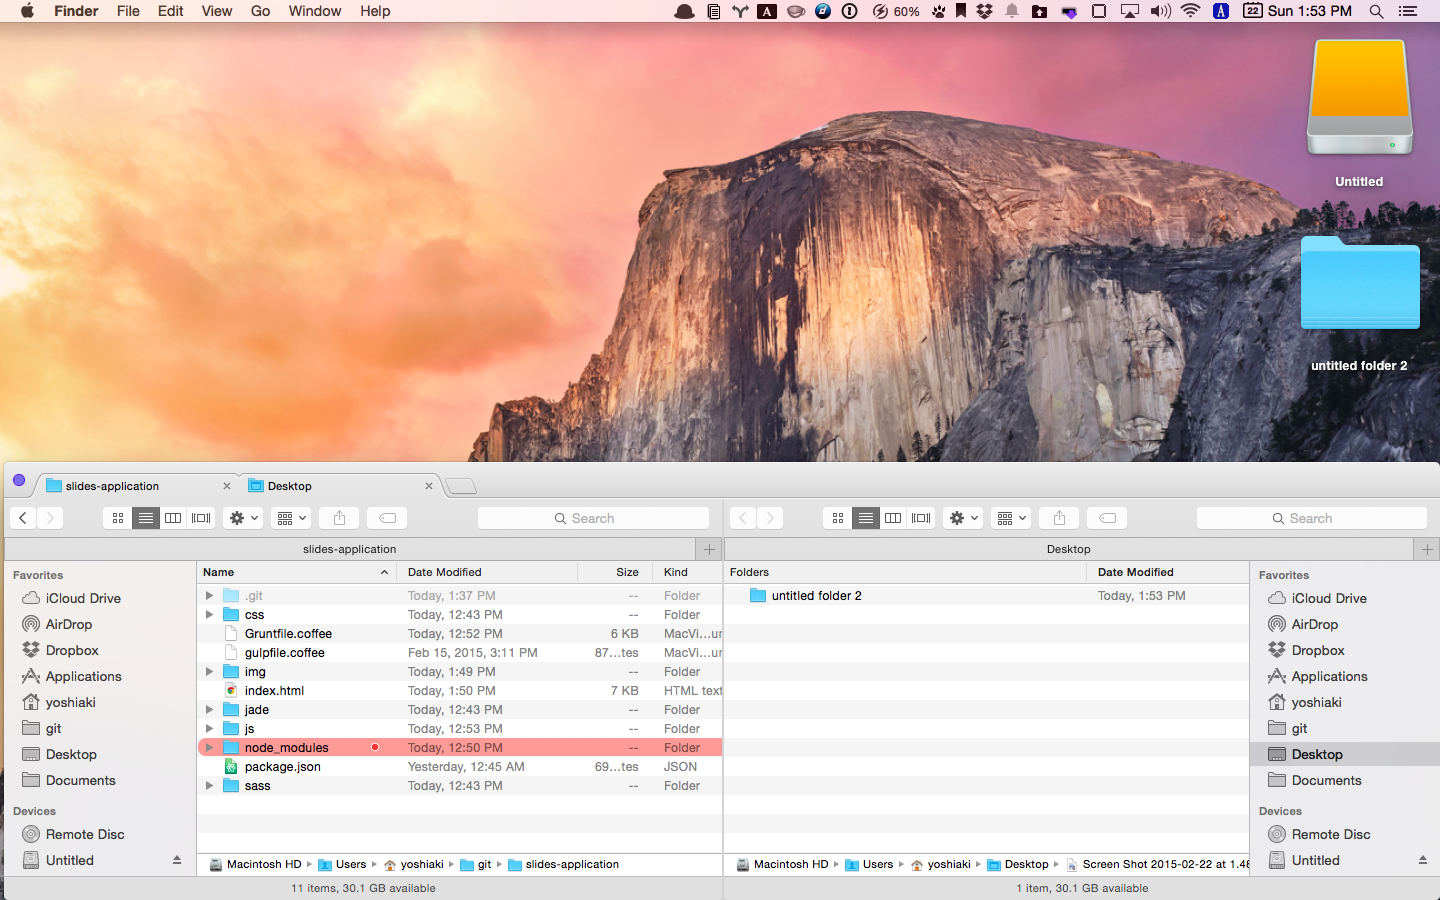 Finder File Edit View Go Window Help
A 60% A 22 Sun 1:53 PM
Untitled
untitled folder 2
slides-application Desktop
Search
Search
slides-application
Desktop
Favorites
iCloud Drive
AirDrop
Dropbox
Applications
yoshiaki
git
Desktop
Documents
Devices
Remote Disc
Untitled
Name Date Modified Size Kind
.git Today, 1:37 PM -- Folder
css Today, 12:43 PM -- Folder
Gruntfile.coffee Today, 12:52 PM 6 KB MacVi...ur
gulpfile.coffee Feb 15, 2015, 3:11 PM 87...tes MacVi...ur
img Today, 1:49 PM -- Folder
index.html Today, 1:50 PM 7 KB HTML text
jade Today, 12:43 PM -- Folder
js Today, 12:53 PM -- Folder
node_modules Today, 12:50 PM -- Folder
package.json Yesterday, 12:45 AM 69...tes JSON
sass Today, 12:43 PM -- Folder
Macintosh HD Users yoshiaki git slides-application
11 items, 30.1 GB available
Folders Date Modified
untitled folder 2 Today, 1:53 PM
Macintosh HD Users yoshiaki Desktop Screen Shot 2015-02-22 at 1.48
1 item, 30.1 GB available
Favorites
iCloud Drive
AirDrop
Dropbox
Applications
yoshiaki
git
Desktop
Documents
Devices
Remote Disc
Untitled